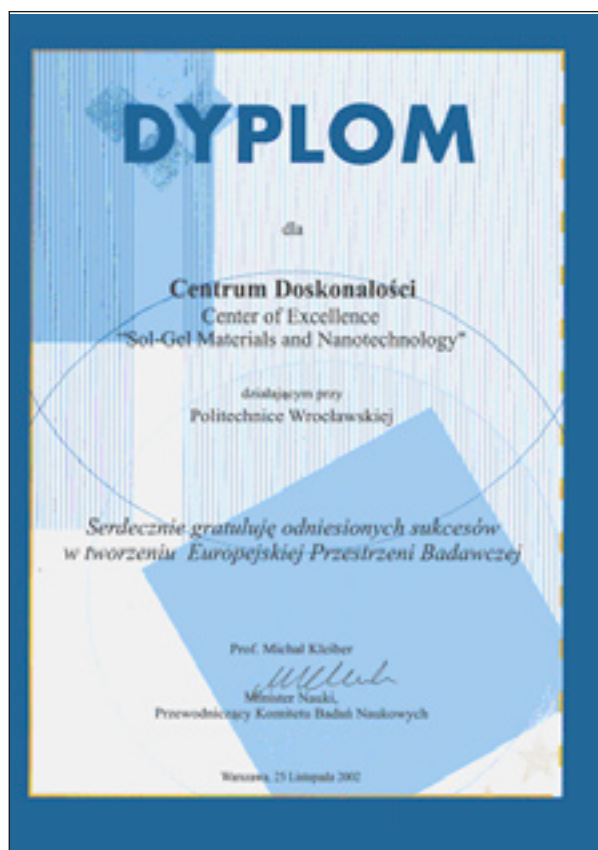 DYPLOM
dla
Centrum Doskonałości
Center of Excellence
"Sol-Gel Materials and Nanotechnology"
działającym przy
Politechnice Wrocławskiej
Serdecznie gratuluję odniesionych sukcesów
w tworzeniu Europejskiej Przestrzeni Badawczej
Prof. Michał Kleiber
Minister Nauki,
Przewodniczący Komitetu Badań Naukowych
Warszawa, 25 Listopada 2002